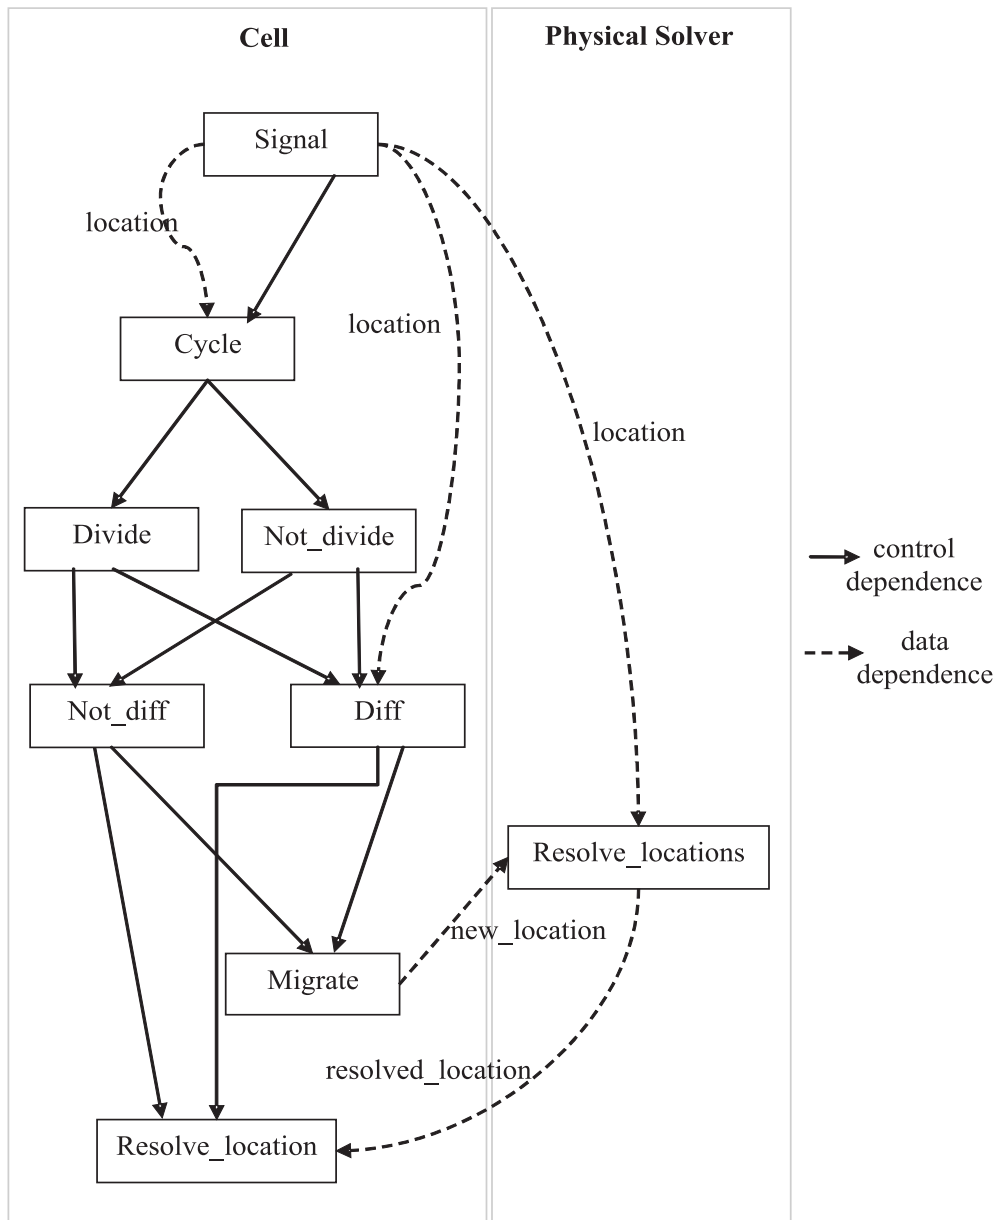 Cell
Physical Solver
Signal
location
location
Cycle
location
Divide
Not_divide
control
dependence
data
dependence
Not_diff
Diff
Resolve_locations
new_location
Migrate
resolved_location
Resolve_location